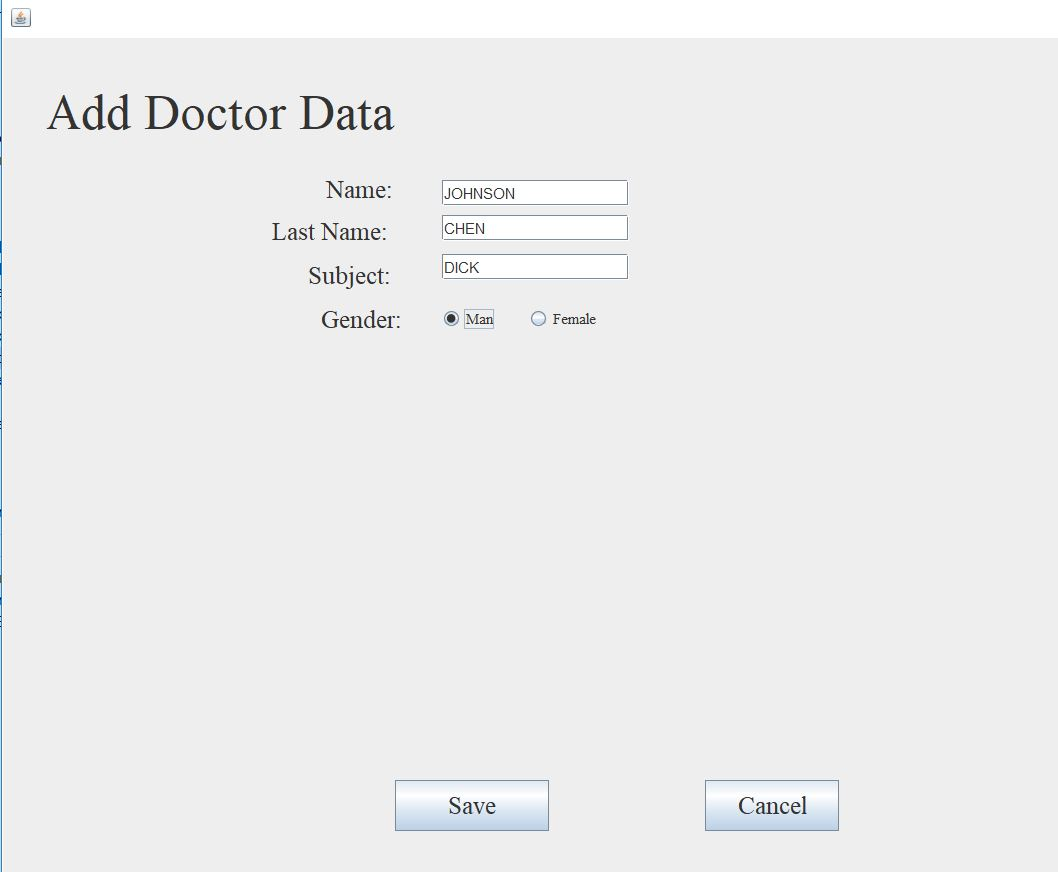 Add Doctor Data
Name: JOHNSON
Last Name: CHEN
Subject: DICK
Gender: Man Female
Save Cancel